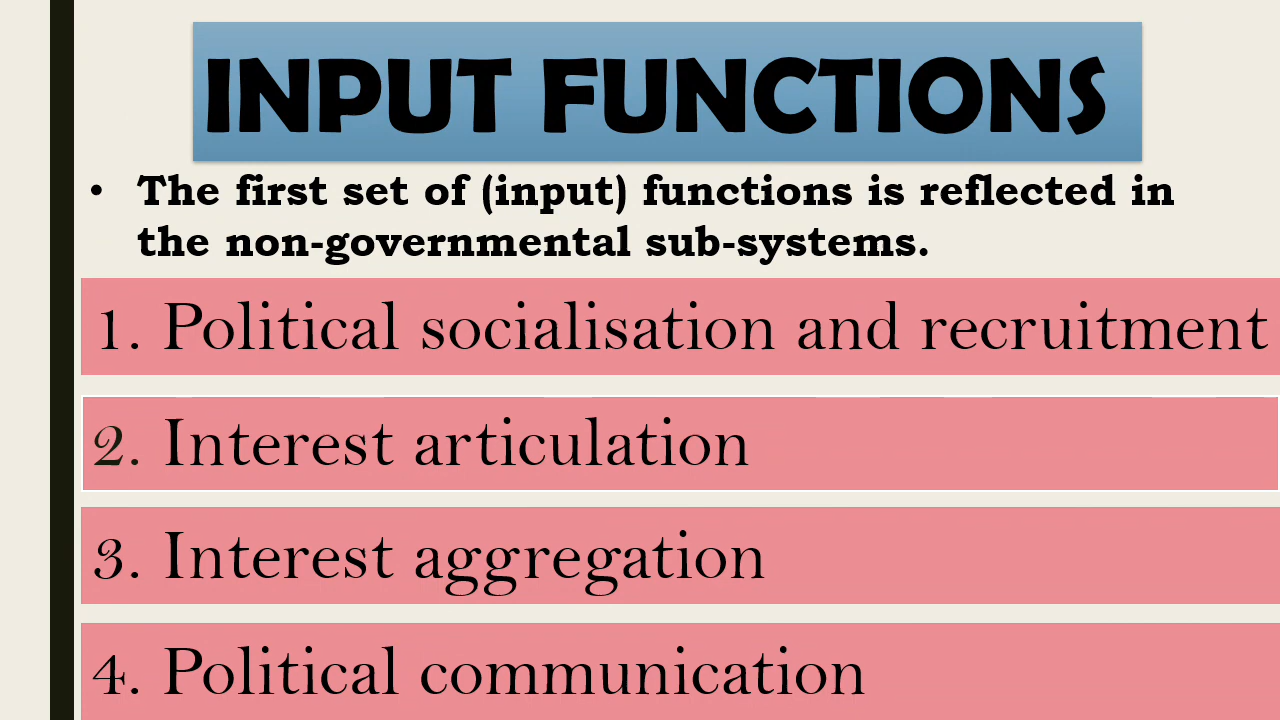 INPUT FUNCTIONS
• The first set of (input) functions is reflected in
the non-governmental sub-systems.
1. Political socialisation and recruitment
2. Interest articulation
3. Interest aggregation
4. Political communication